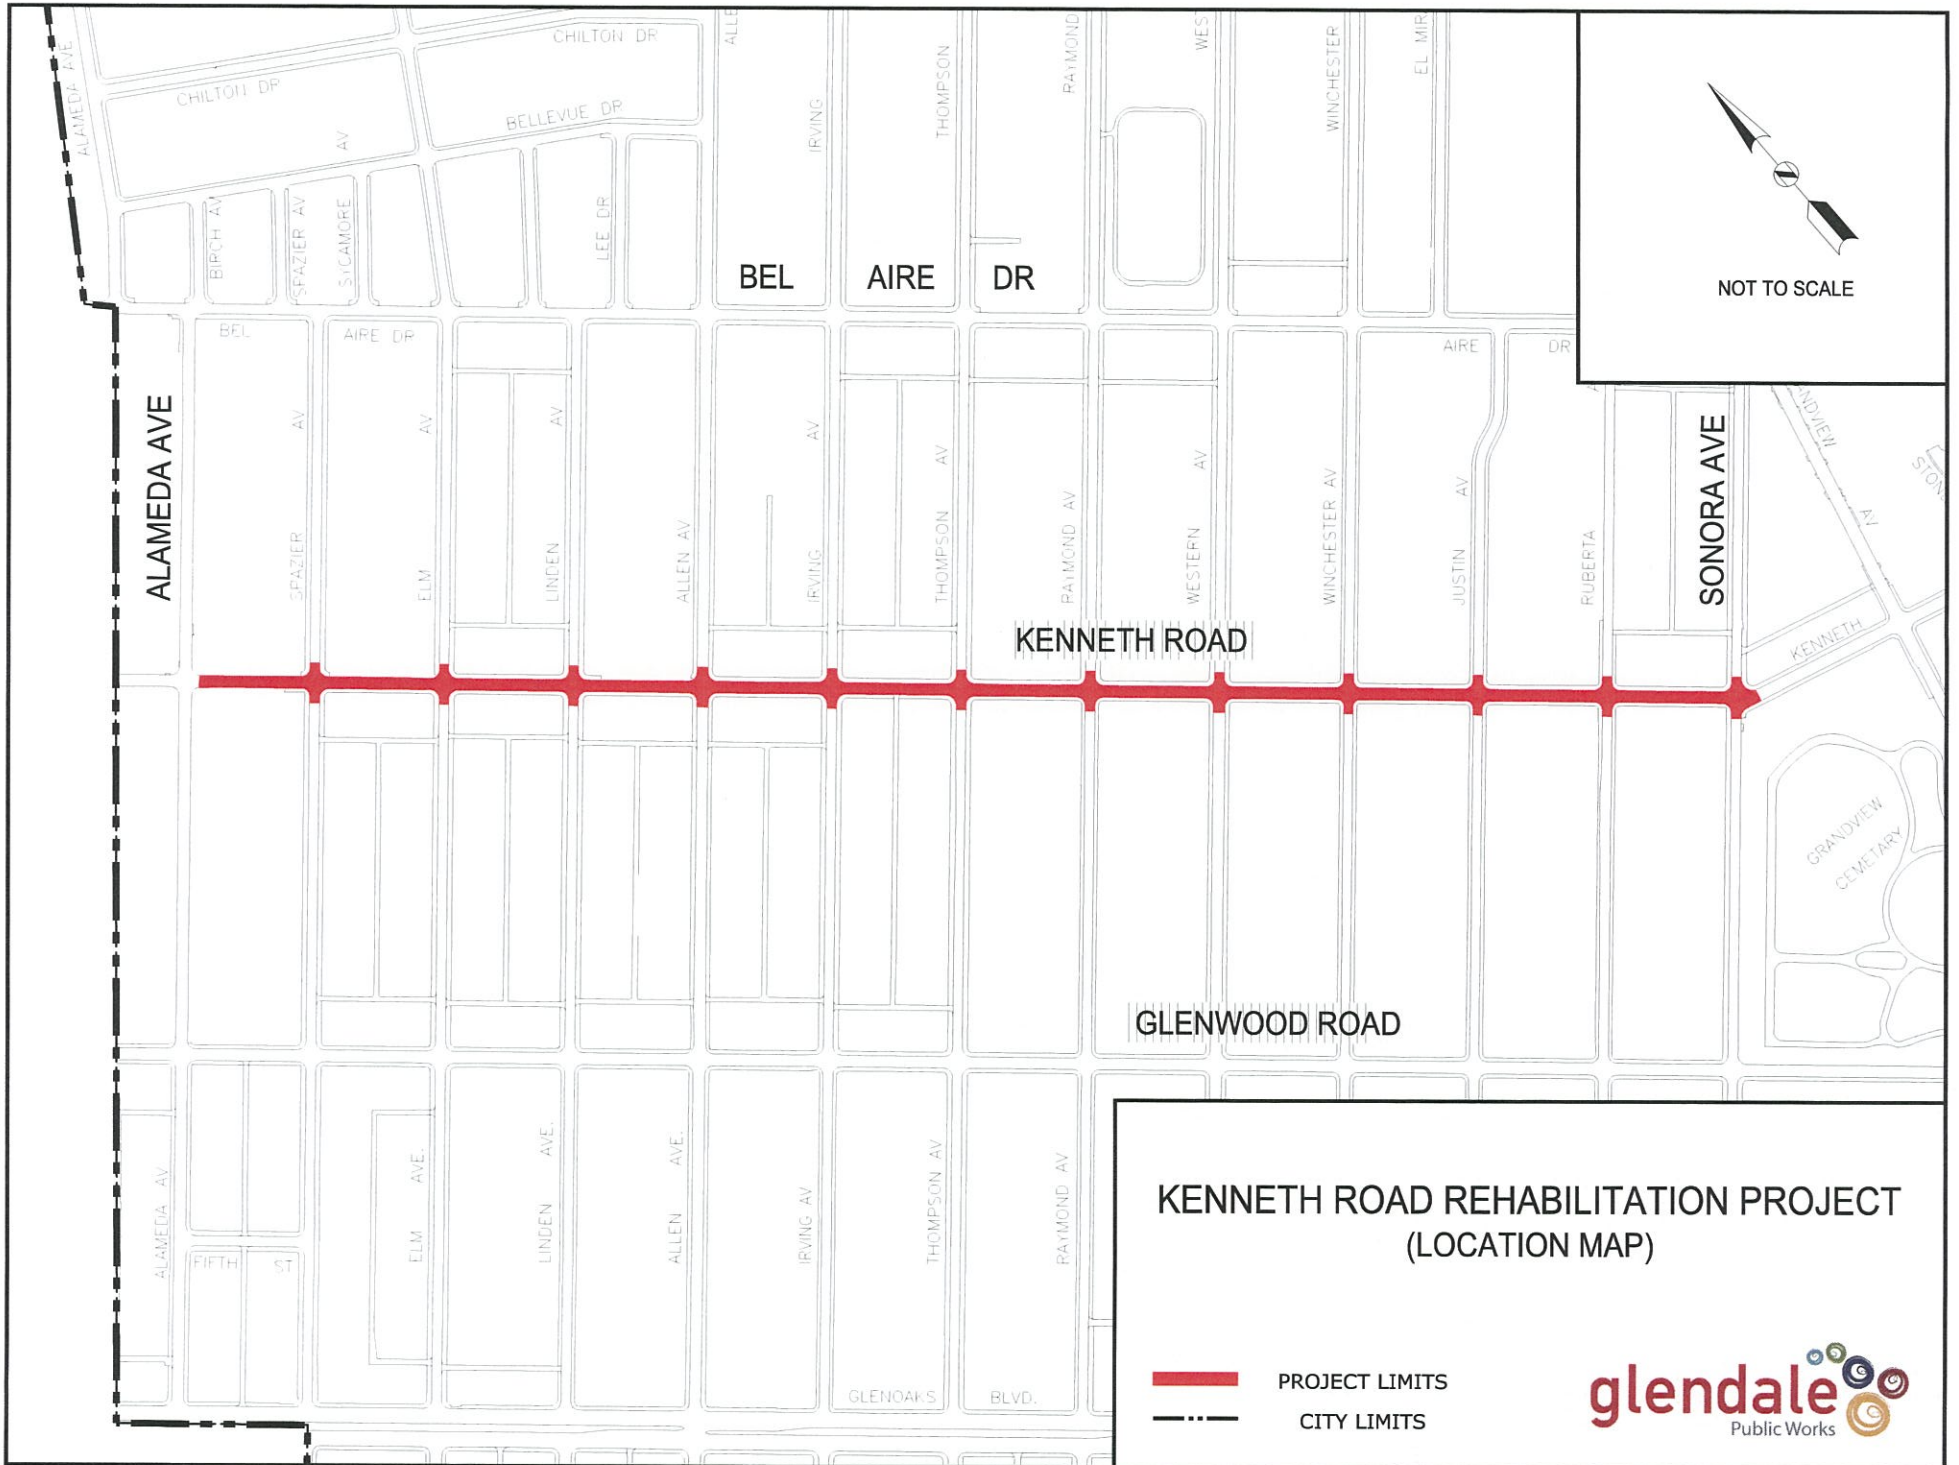 CHILTON DR
ALAMEDA AVE
CHILTON DR
BELLEVUE DR
AV
BIRCH AV
SPAZIER AV
SYCAMORE
LEE DR
IRVING
THOMPSON
RAYMOND
WINCHESTER
EL MIR
BEL AIRE DR
NOT TO SCALE
BEL AIRE DR
AIRE DR
ALAMEDA AVE
SPAZIER AV
ELM AV
LINDEN AV
ALLEN AV
IRVING AV
THOMPSON AV
RAYMOND AV
WESTERN AV
WINCHESTER AV
JUSTIN AV
RUBERTA
SONORA AVE
ANDVIEW AV
KENNETH ROAD
KENNETH
GRANDVIEW
CEMETARY
GLENWOOD ROAD
ALAMEDA AV
FIFTH ST
ELM AVE.
LINDEN AVE.
ALLEN AVE.
IRVING AV
THOMPSON AV
RAYMOND AV
GLENOAKS BLVD.
KENNETH ROAD REHABILITATION PROJECT
(LOCATION MAP)
PROJECT LIMITS
CITY LIMITS
glendale
Public Works